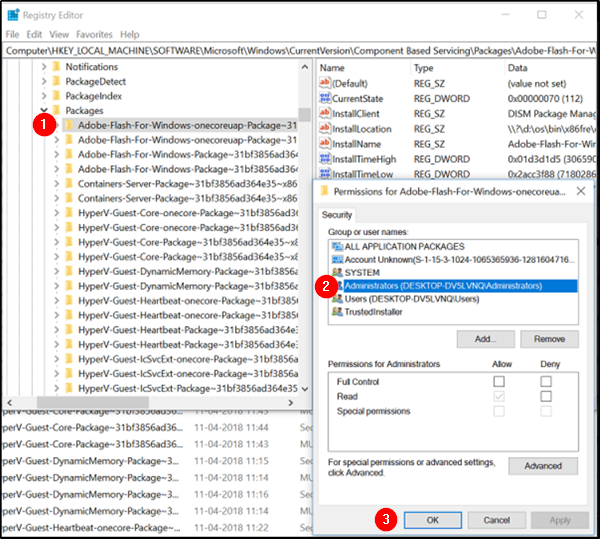 Registry Editor
File Edit View Favorites Help
Computer\HKEY_LOCAL_MACHINE\SOFTWARE\Microsoft\Windows\CurrentVersion\Component Based Servicing\Packages\Adobe-Flash-For-W
Notifications
PackageDetect
PackageIndex
Packages
1
Adobe-Flash-For-Windows-onecoreuap-Package~31
Adobe-Flash-For-Windows-onecoreuap-Package~31
Adobe-Flash-For-Windows-Package~31bf3856ad364
Adobe-Flash-For-Windows-Package~31bf3856ad364
Containers-Server-Package~31bf3856ad364e35~x86
Containers-Server-Package~31bf3856ad364e35~x86
HyperV-Guest-Core-onecore-Package~31bf3856ad36
HyperV-Guest-Core-onecore-Package~31bf3856ad36
HyperV-Guest-Core-Package~31bf3856ad364e35~x8
HyperV-Guest-Core-Package~31bf3856ad364e35~x8
HyperV-Guest-DynamicMemory-Package~31bf3856a
HyperV-Guest-DynamicMemory-Package~31bf3856a
HyperV-Guest-Heartbeat-onecore-Package~31bf385
HyperV-Guest-Heartbeat-onecore-Package~31bf385
HyperV-Guest-Heartbeat-Package~31bf3856ad364e3
HyperV-Guest-Heartbeat-Package~31bf3856ad364e3
HyperV-Guest-IcSvcExt-onecore-Package~31bf3856a
HyperV-Guest-IcSvcExt-onecore-Package~31bf3856a
HyperV-Guest-IcSvcExt-Package~31bf3856ad364e35
Name Type Data
(Default) REG_SZ (value not set)
CurrentState REG_DWORD 0x00000070 (112)
InstallClient REG_SZ DISM Package Manag
InstallLocation REG_SZ \\?\d:\os\bin\x86fre\
InstallName REG_SZ Adobe-Flash-For-Win
InstallTimeHigh REG_DWORD 0x01d3d1d5 (306590
InstallTimeLow REG_DWORD 0x2acc3f88 (7180286
Permissions for Adobe-Flash-For-Windows-onecoreua...
Security
Group or user names:
ALL APPLICATION PACKAGES
Account Unknown(S-1-15-3-1024-1065365936-1281604716...
SYSTEM
2
Administrators (DESKTOP-DV5LVNQ\Administrators)
Users (DESKTOP-DV5LVNQ\Users)
TrustedInstaller
Add... Remove
Permissions for Administrators Allow Deny
Full Control
Read
Special permissions
For special permissions or advanced settings,
click Advanced.
Advanced
3
OK Cancel Apply
yperV-Guest-Core-Package~31bf3856ad36... 11-04-2018 11:44
yperV-Guest-Core-Package~31bf3856ad36... 11-04-2018 11:44
yperV-Guest-DynamicMemory-Package~3... 11-04-2018 11:15
yperV-Guest-DynamicMemory-Package~3... 11-04-2018 11:14
yperV-Guest-DynamicMemory-Package~3... 11-04-2018 11:16
yperV-Guest-DynamicMemory-Package~3... 11-04-2018 11:14
yperV-Guest-Heartbeat-onecore-Package~... 11-04-2018 11:22